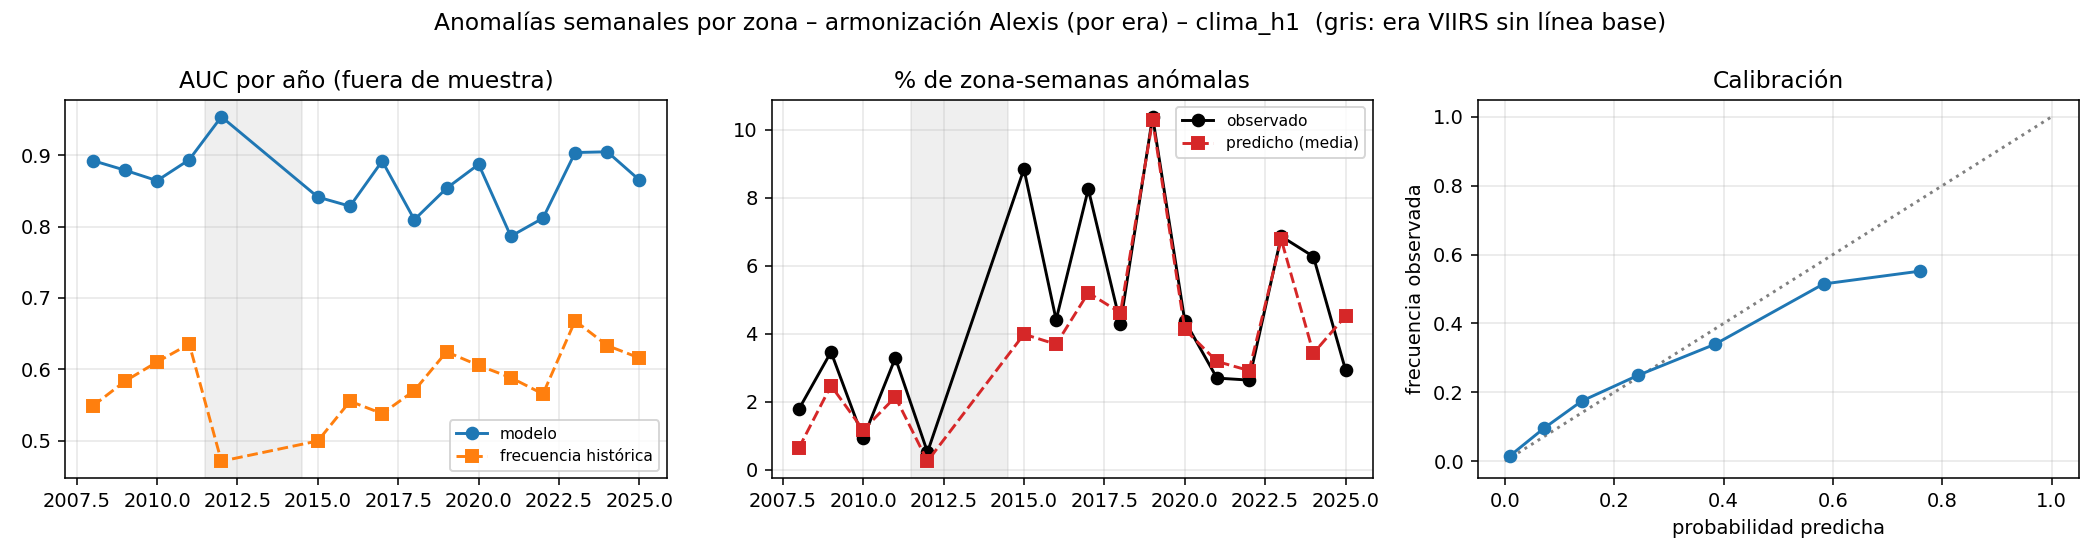 Anomalías semanales por zona – armonización Alexis (por era) – clima_h1  (gris: era VIIRS sin línea base)
AUC por año (fuera de muestra)
0.9
0.8
0.7
0.6
0.5
2007.5 2010.0 2012.5 2015.0 2017.5 2020.0 2022.5 2025.0
modelo
frecuencia histórica
% de zona-semanas anómalas
10
8
6
4
2
0
2007.5 2010.0 2012.5 2015.0 2017.5 2020.0 2022.5 2025.0
observado
predicho (media)
Calibración
frecuencia observada
1.0
0.8
0.6
0.4
0.2
0.0
0.0 0.2 0.4 0.6 0.8 1.0
probabilidad predicha